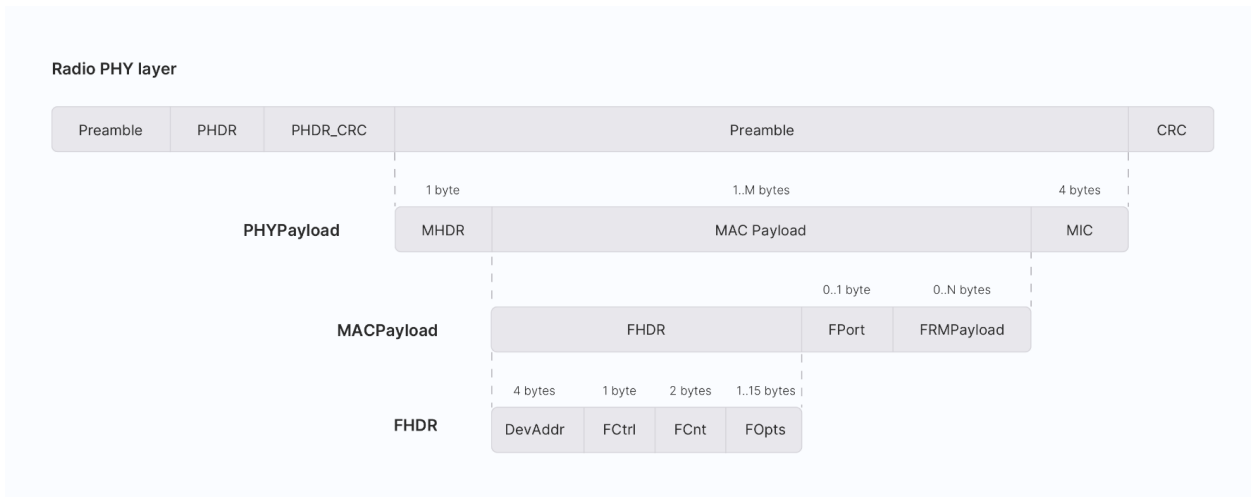 Radio PHY layer
Preamble PHDR PHDR_CRC Preamble CRC
1 byte 1..M bytes 4 bytes
PHYPayload MHDR MAC Payload MIC
0..1 byte 0..N bytes
MACPayload FHDR FPort FRMPayload
4 bytes 1 byte 2 bytes 1..15 bytes
FHDR DevAddr FCtrl FCnt FOpts